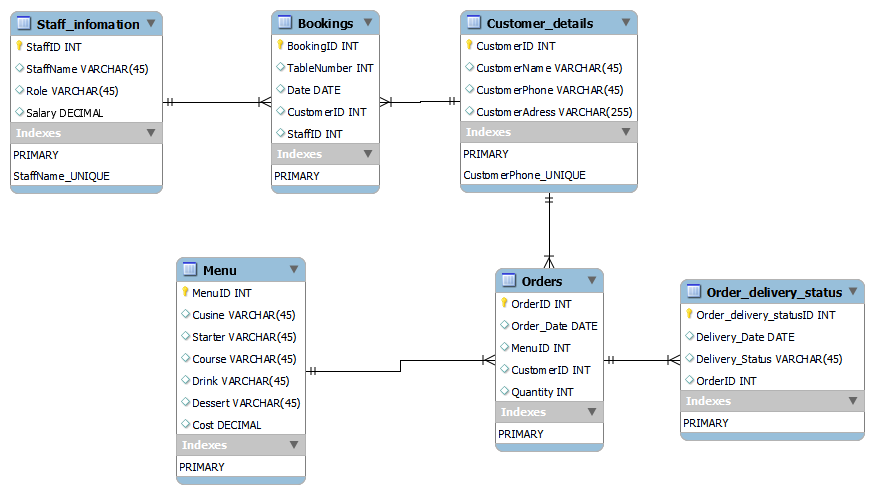 Staff_infomation
StaffID INT
StaffName VARCHAR(45)
Role VARCHAR(45)
Salary DECIMAL
Indexes
PRIMARY
StaffName_UNIQUE
Bookings
BookingID INT
TableNumber INT
Date DATE
CustomerID INT
StaffID INT
Indexes
PRIMARY
Customer_details
CustomerID INT
CustomerName VARCHAR(45)
CustomerPhone VARCHAR(45)
CustomerAdress VARCHAR(255)
Indexes
PRIMARY
CustomerPhone_UNIQUE
Menu
MenuID INT
Cusine VARCHAR(45)
Starter VARCHAR(45)
Course VARCHAR(45)
Drink VARCHAR(45)
Dessert VARCHAR(45)
Cost DECIMAL
Indexes
PRIMARY
Orders
OrderID INT
Order_Date DATE
MenuID INT
CustomerID INT
Quantity INT
Indexes
PRIMARY
Order_delivery_status
Order_delivery_statusID INT
Delivery_Date DATE
Delivery_Status VARCHAR(45)
OrderID INT
Indexes
PRIMARY